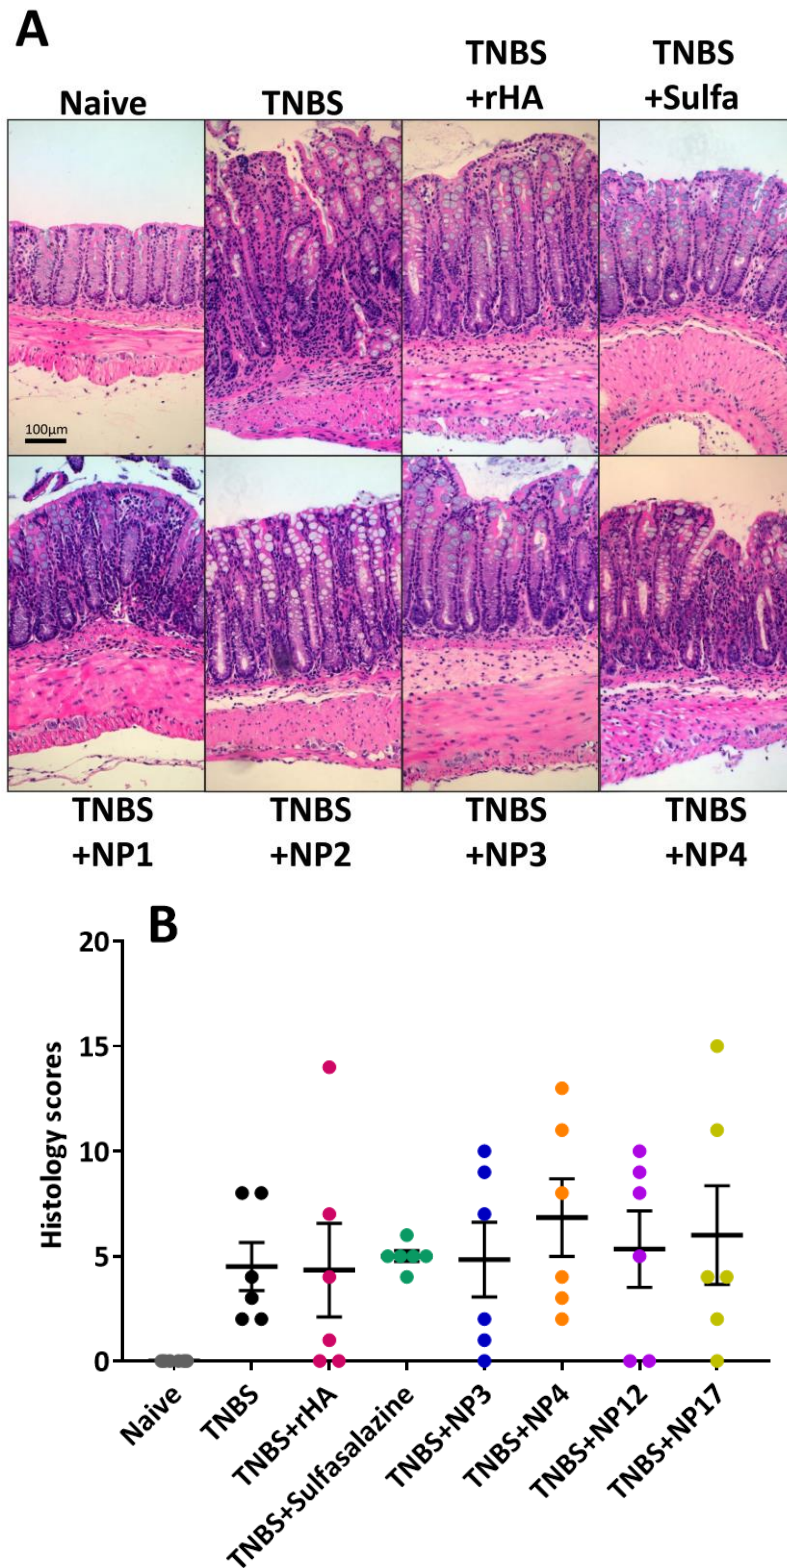 A
Naive
TNBS
TNBS
+rHA
TNBS
+Sulfa
100μm
TNBS
+NP1
TNBS
+NP2
TNBS
+NP3
TNBS
+NP4
B
Histology scores
20
15
10
5
0
Naive
TNBS
TNBS+rHA
TNBS+Sulfasalazine
TNBS+NP3
TNBS+NP4
TNBS+NP12
TNBS+NP17